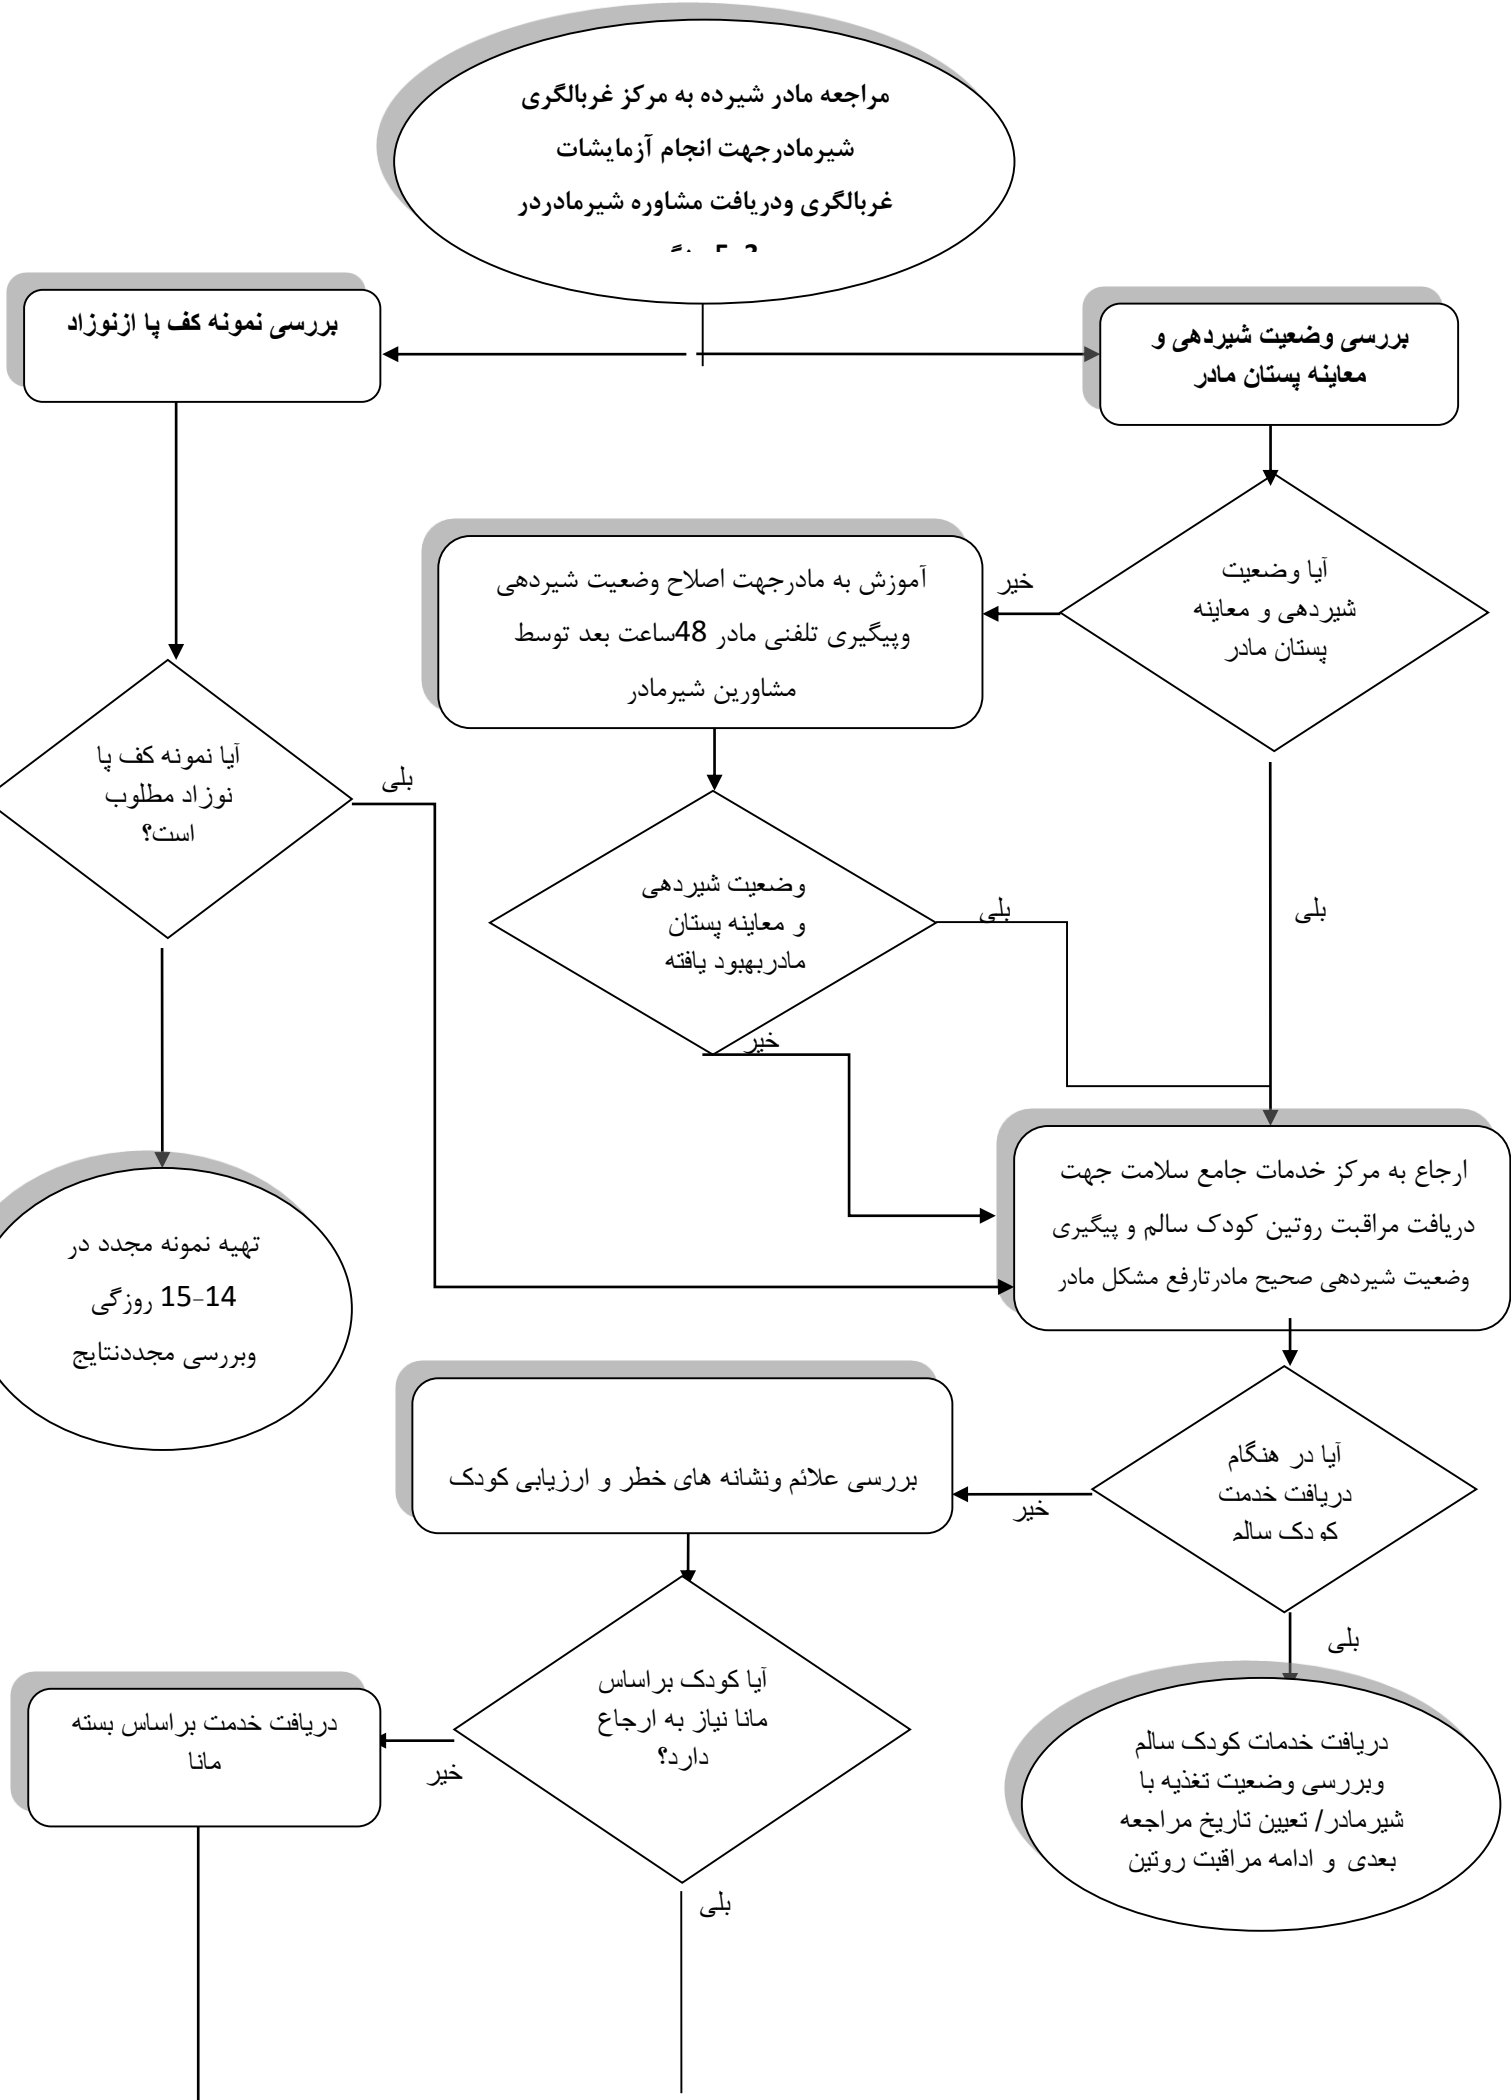 مراجعه مادر شیرده به مرکز غربالگری
شیرمادرجهت انجام آزمایشات
غربالگری ودریافت مشاوره شیرمادردر
بررسی وضعیت شیردهی و
معاینه پستان مادر
بررسی نمونه کف پا ازنوزاد
آیا وضعیت
شیردهی و معاینه
پستان مادر
خیر
آموزش به مادرجهت اصلاح وضعیت شیردهی
وپیگیری تلفنی مادر 48ساعت بعد توسط
مشاورین شیرمادر
آیا نمونه کف پا
نوزاد مطلوب
است؟
بلی
وضعیت شیردهی
و معاینه پستان
مادربهبود یافته
بلی
بلی
خیر
ارجاع به مرکز خدمات جامع سلامت جهت
دریافت مراقبت روتین کودک سالم و پیگیری
وضعیت شیردهی صحیح مادرتارفع مشکل مادر
تهیه نمونه مجدد در
14-15 روزگی
وبررسی مجددنتایج
آیا در هنگام
دریافت خدمت
کودک سالم
خیر
بررسی علائم ونشانه های خطر و ارزیابی کودک
بلی
آیا کودک براساس
مانا نیاز به ارجاع
دارد؟
خیر
دریافت خدمت براساس بسته
مانا
دریافت خدمات کودک سالم
وبررسی وضعیت تغذیه با
شیرمادر/ تعیین تاریخ مراجعه
بعدی و ادامه مراقبت روتین
بلی